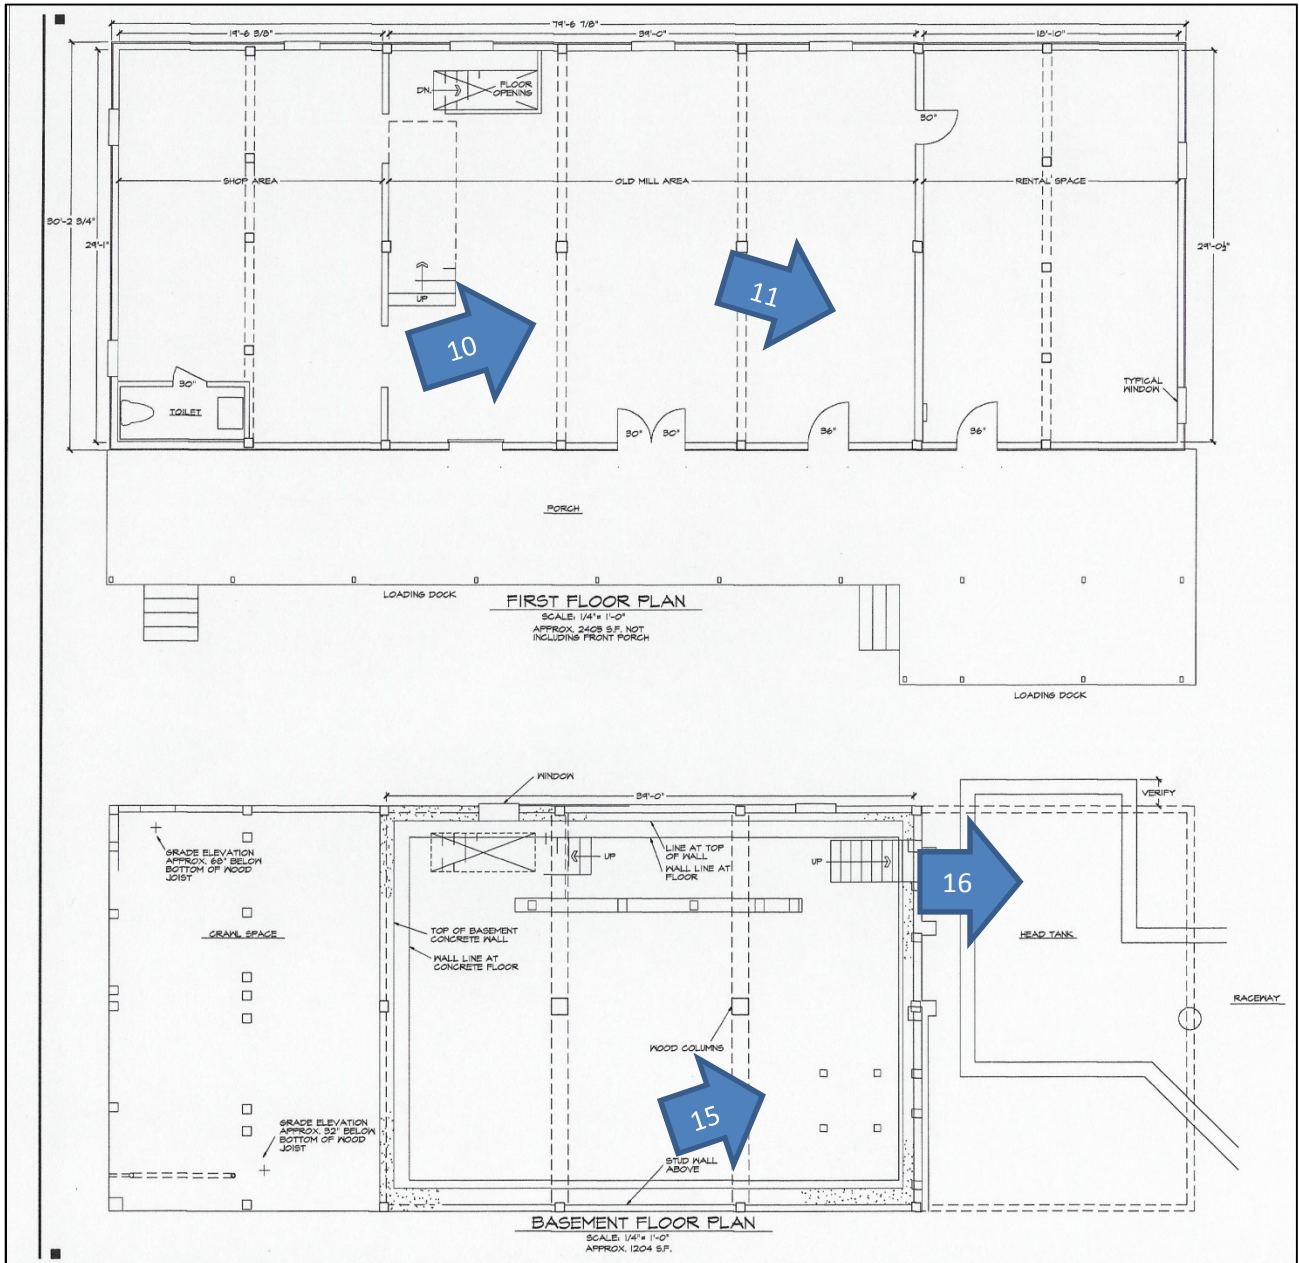 79'-6 7/8"
19'-6 3/8"
39'-0"
18'-10"
DN.
FLOOR
OPENING
30"
SHOP AREA
OLD MILL AREA
RENTAL SPACE
30'-2 3/4"
29'-1"
29'-0½"
UP
10
11
30"
TOILET
30"
30"
36"
36"
TYPICAL
WINDOW
PORCH
LOADING DOCK
FIRST FLOOR PLAN
SCALE: 1/4"= 1'-0"
APPROX. 2405 S.F. NOT
INCLUDING FRONT PORCH
LOADING DOCK
WINDOW
39'-0"
VERIFY
GRADE ELEVATION
APPROX. 68" BELOW
BOTTOM OF WOOD
JOIST
UP
LINE AT TOP
OF WALL
WALL LINE AT
FLOOR
UP
16
CRAWL SPACE
TOP OF BASEMENT
CONCRETE WALL
WALL LINE AT
CONCRETE FLOOR
HEAD TANK
RACEWAY
WOOD COLUMNS
15
GRADE ELEVATION
APPROX. 32" BELOW
BOTTOM OF WOOD
JOIST
STUD WALL
ABOVE
BASEMENT FLOOR PLAN
SCALE: 1/4"= 1'-0"
APPROX. 1204 S.F.